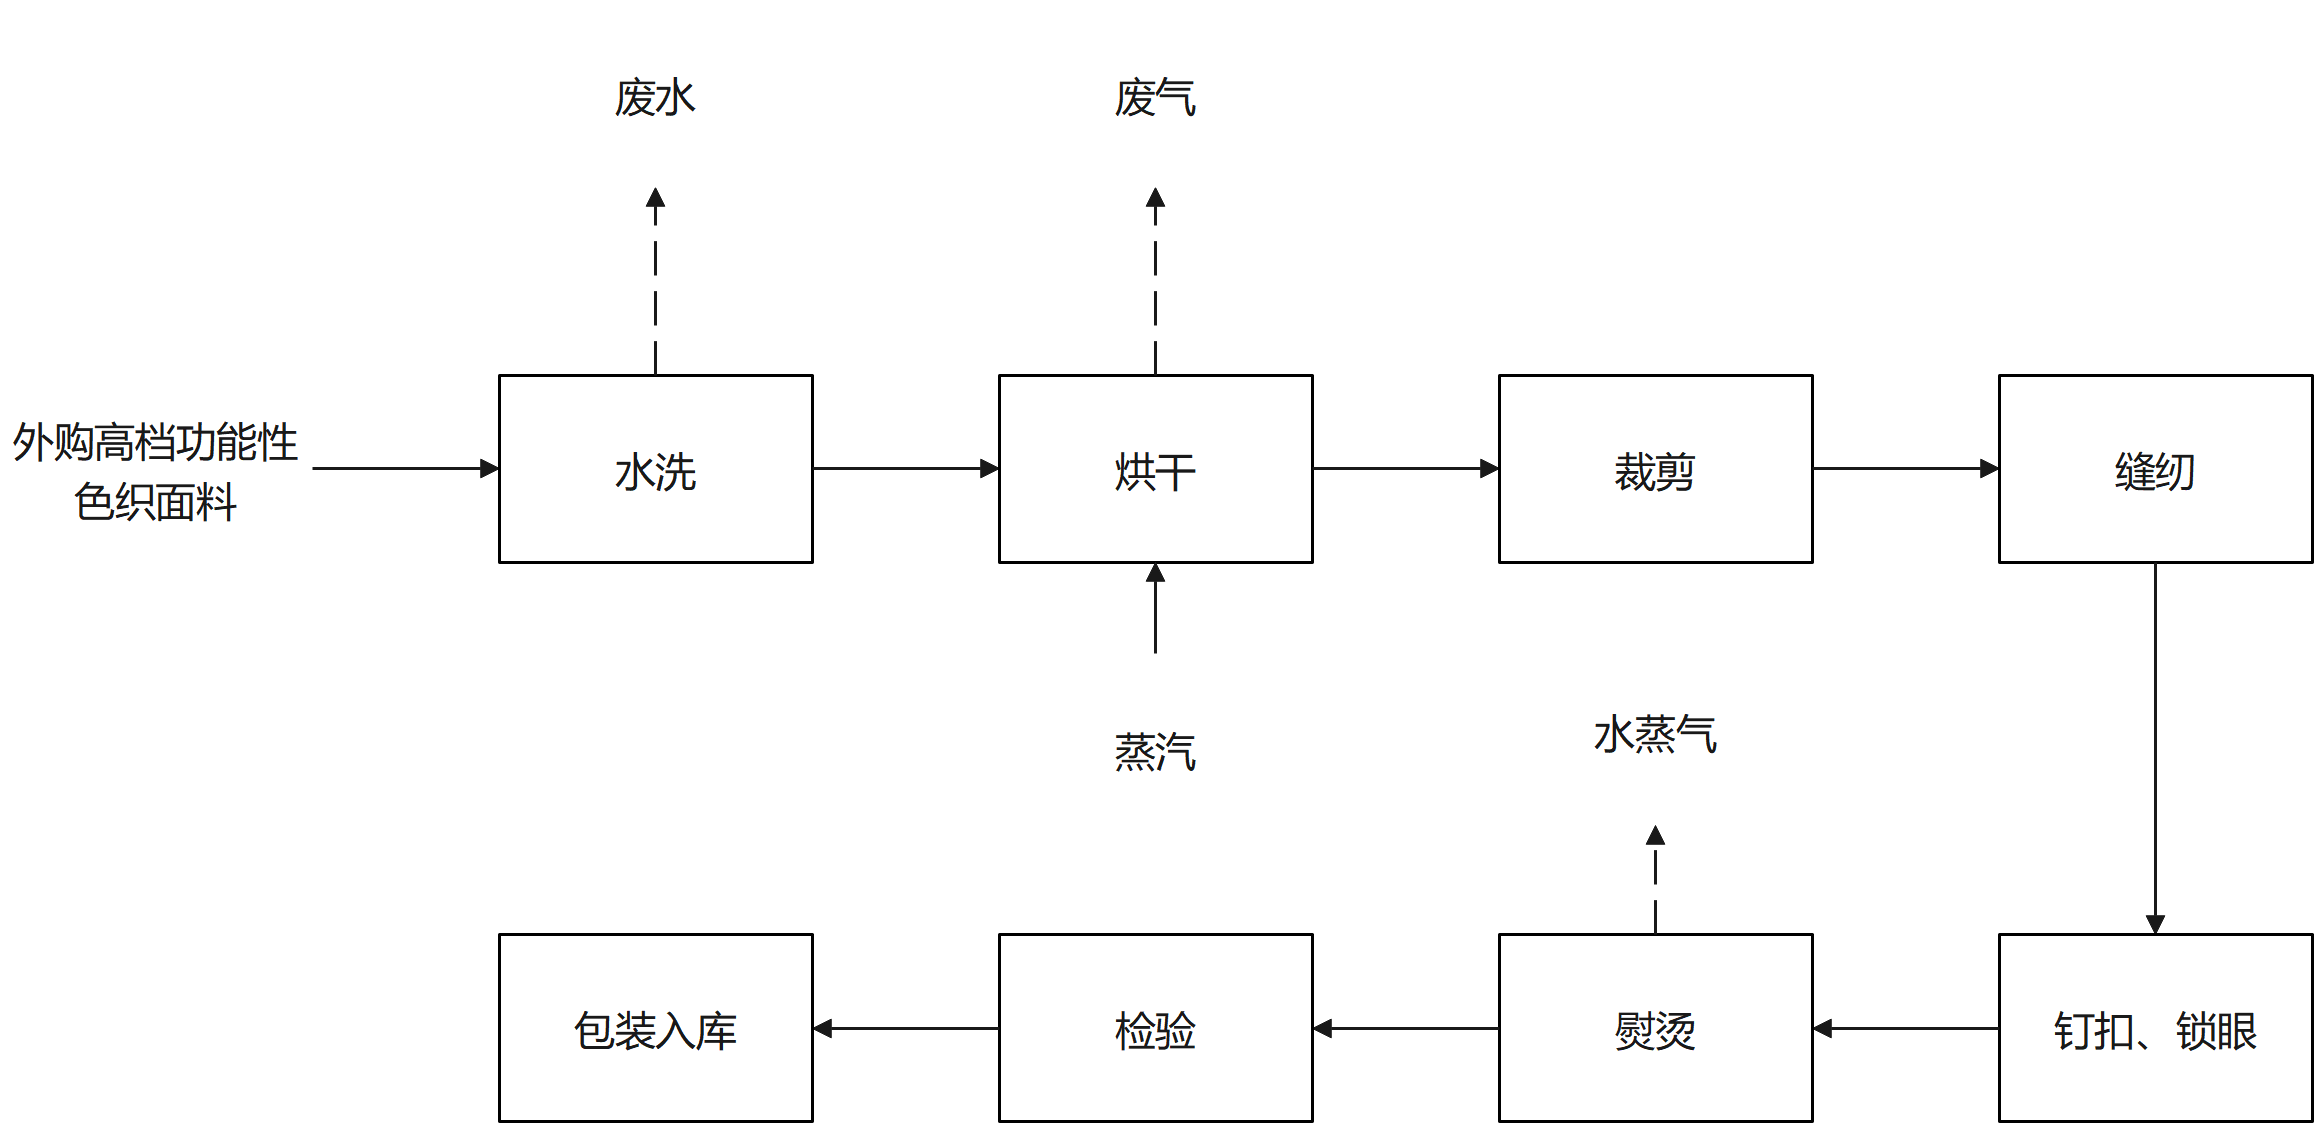 废水
废气
外购高档功能性
色织面料
水洗
烘干
裁剪
缝纫
蒸汽
水蒸气
包装入库
检验
熨烫
钉扣、锁眼